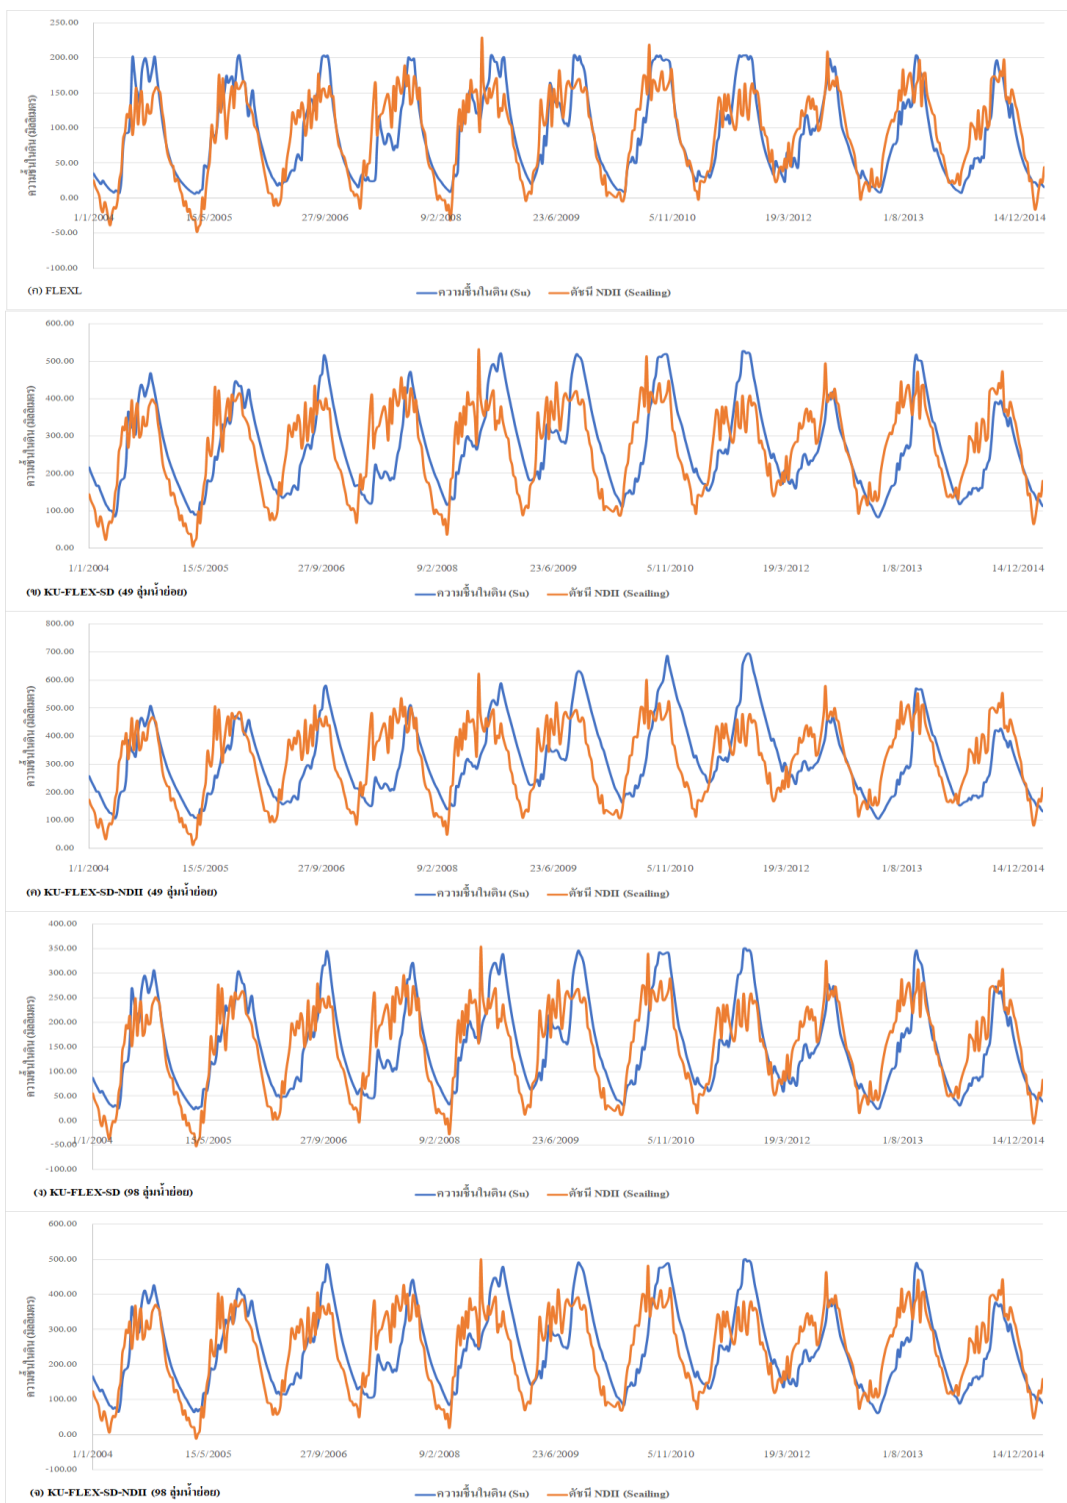 250.00
200.00
150.00
100.00
50.00
0.00
-50.00
-100.00
ความชื้นในดิน (มิลลิเมตร)
1/1/2004 15/5/2005 27/9/2006 9/2/2008 23/6/2009 5/11/2010 19/3/2012 1/8/2013 14/12/2014
(ก) FLEXL
ความชื้นในดิน (Su) ดัชนี NDII (Scailing)
600.00
500.00
400.00
300.00
200.00
100.00
0.00
ความชื้นในดิน (มิลลิเมตร)
1/1/2004 15/5/2005 27/9/2006 9/2/2008 23/6/2009 5/11/2010 19/3/2012 1/8/2013 14/12/2014
(ข) KU-FLEX-SD (49 ลุ่มน้ำย่อย)
ความชื้นในดิน (Su) ดัชนี NDII (Scailing)
800.00
700.00
600.00
500.00
400.00
300.00
200.00
100.00
0.00
ความชื้นในดิน (มิลลิเมตร)
1/1/2004 15/5/2005 27/9/2006 9/2/2008 23/6/2009 5/11/2010 19/3/2012 1/8/2013 14/12/2014
(ค) KU-FLEX-SD-NDII (49 ลุ่มน้ำย่อย)
ความชื้นในดิน (Su) ดัชนี NDII (Scailing)
400.00
350.00
300.00
250.00
200.00
150.00
100.00
50.00
0.00
-50.00
-100.00
ความชื้นในดิน (มิลลิเมตร)
1/1/2004 15/5/2005 27/9/2006 9/2/2008 23/6/2009 5/11/2010 19/3/2012 1/8/2013 14/12/2014
(ง) KU-FLEX-SD (98 ลุ่มน้ำย่อย)
ความชื้นในดิน (Su) ดัชนี NDII (Scailing)
600.00
500.00
400.00
300.00
200.00
100.00
0.00
-100.00
ความชื้นในดิน (มิลลิเมตร)
1/1/2004 15/5/2005 27/9/2006 9/2/2008 23/6/2009 5/11/2010 19/3/2012 1/8/2013 14/12/2014
(จ) KU-FLEX-SD-NDII (98 ลุ่มน้ำย่อย)
ความชื้นในดิน (Su) ดัชนี NDII (Scailing)